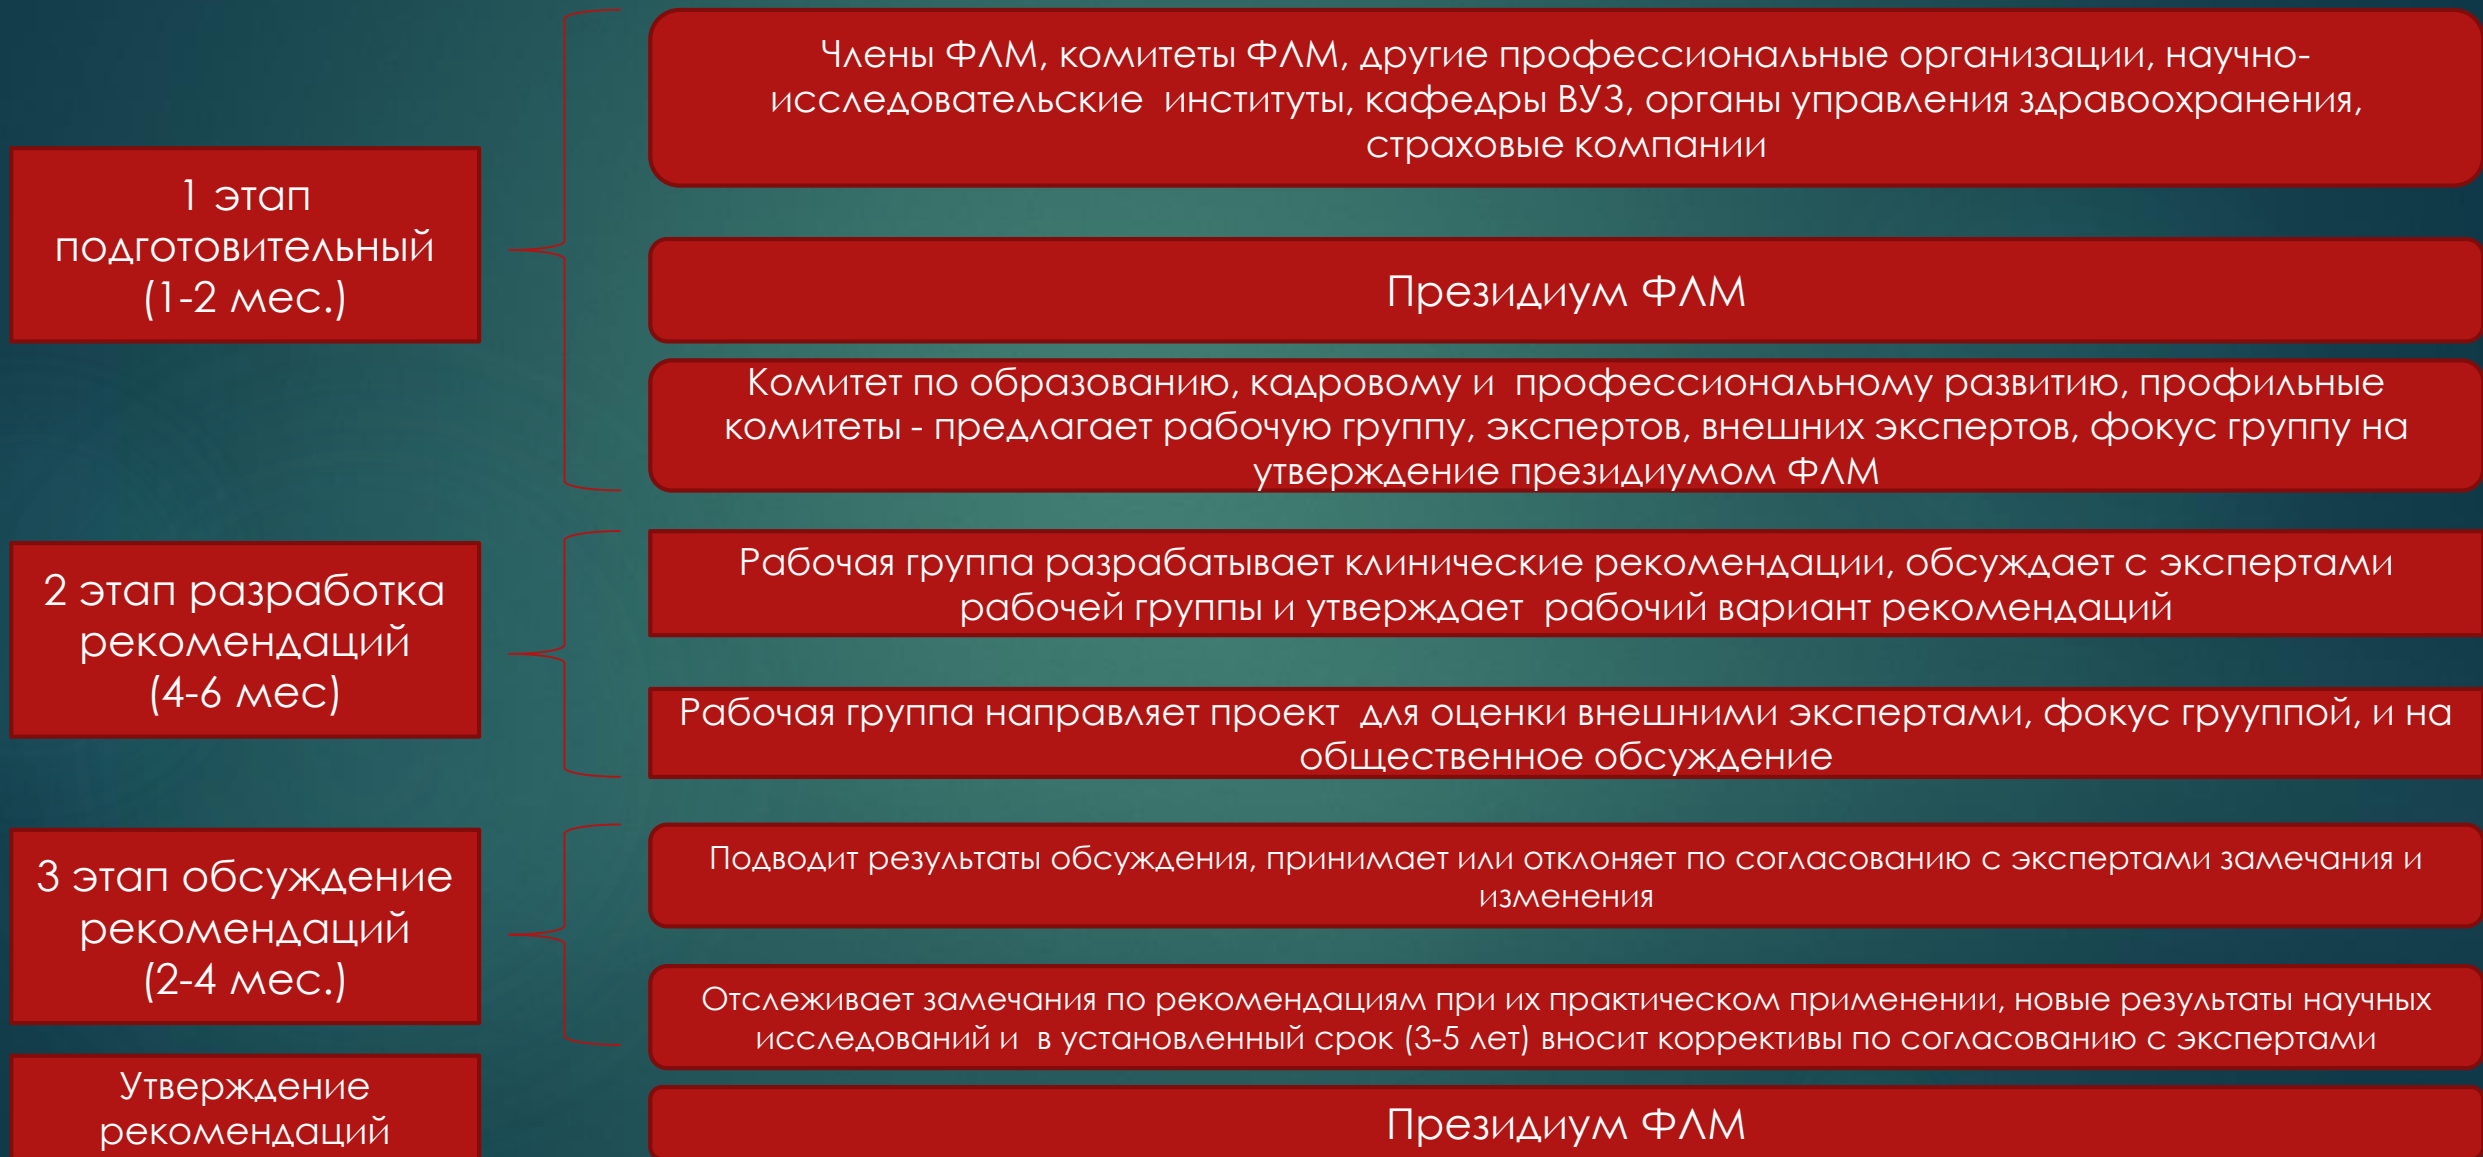 1 этап
подготовительный
(1-2 мес.)
Члены ФЛМ, комитеты ФЛМ, другие профессиональные организации, научно-
исследовательские институты, кафедры ВУЗ, органы управления здравоохранения,
страховые компании
Президиум ФЛМ
Комитет по образованию, кадровому и профессиональному развитию, профильные
комитеты - предлагает рабочую группу, экспертов, внешних экспертов, фокус группу на
утверждение президиумом ФЛМ
2 этап разработка
рекомендаций
(4-6 мес)
Рабочая группа разрабатывает клинические рекомендации, обсуждает с экспертами
рабочей группы и утверждает рабочий вариант рекомендаций
Рабочая группа направляет проект для оценки внешними экспертами, фокус грууппой, и на
общественное обсуждение
3 этап обсуждение
рекомендаций
(2-4 мес.)
Подводит результаты обсуждения, принимает или отклоняет по согласованию с экспертами замечания и
изменения
Отслеживает замечания по рекомендациям при их практическом применении, новые результаты научных
исследований и в установленный срок (3-5 лет) вносит коррективы по согласованию с экспертами
Утверждение
рекомендаций
Президиум ФЛМ